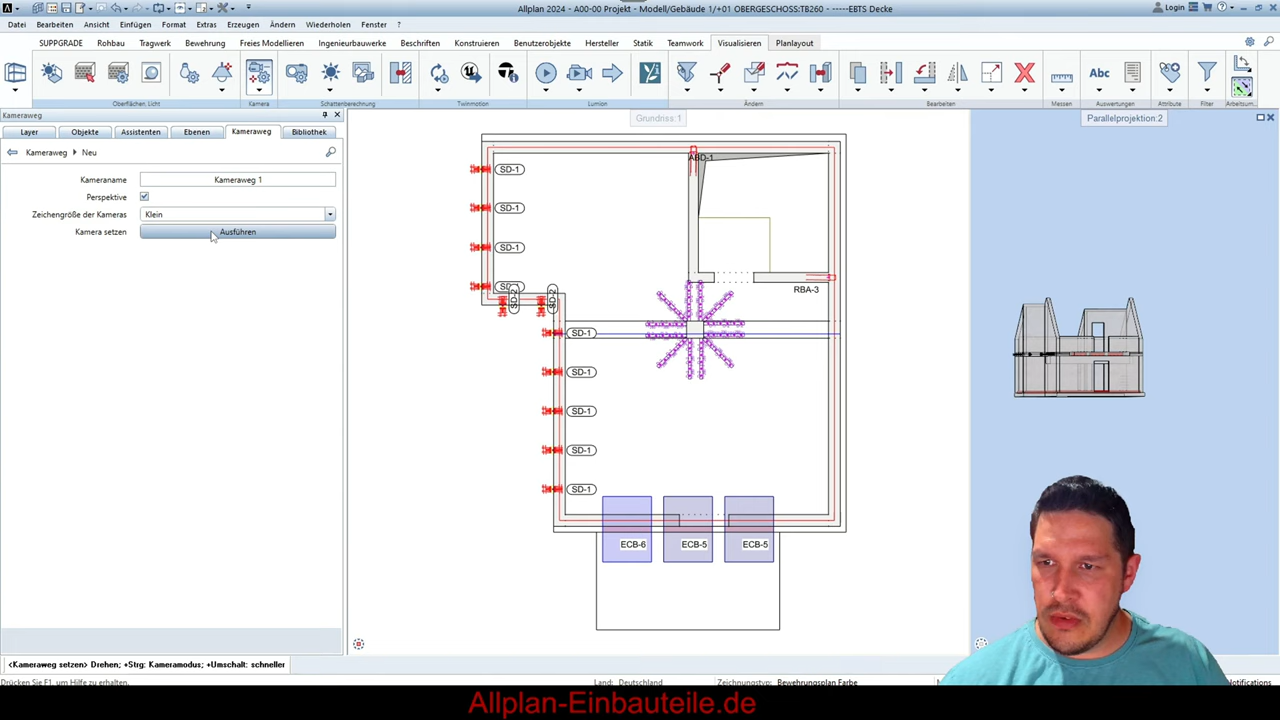 Allplan 2024 - A00-00 Projekt - Modell/Gebäude 1/+01 OBERGESCHOSS:TB260 - -----EBTS Decke
Login
Datei Bearbeiten Ansicht Einfügen Format Extras Erzeugen Ändern Wiederholen Fenster ?
SUPPGRADE Rohbau Tragwerk Bewehrung Freies Modellieren Ingenieurbauwerke Beschriften Konstruieren Benutzerobjekte Hersteller Statik Teamwork Visualisieren Planlayout
Abc
Oberflächen, Licht Kamera Schattenberechnung Twinmotion Lumion Ändern Bearbeiten Messen Auswertungen Attribute Filter Arbeitsum...
Kameraweg
Grundriss:1
Parallelprojektion:2
Layer Objekte Assistenten Ebenen Kameraweg Bibliothek
Kameraweg Neu
Kameraname Kameraweg 1
Perspektive
Zeichengröße der Kameras Klein
Kamera setzen Ausführen
ABD-1
SD-1
SD-1
SD-1
SD-1
SD-2
SD-2
RBA-3
SD-1
SD-1
SD-1
SD-1
SD-1
ECB-6 ECB-5 ECB-5
<Kameraweg setzen> Drehen; +Strg: Kameramodus; +Umschalt: schneller
Drücken Sie F1, um Hilfe zu erhalten.
Land: Deutschland
Zeichnungstyp: Bewehrungsplan Farbe
Notifications
Allplan-Einbauteile.de